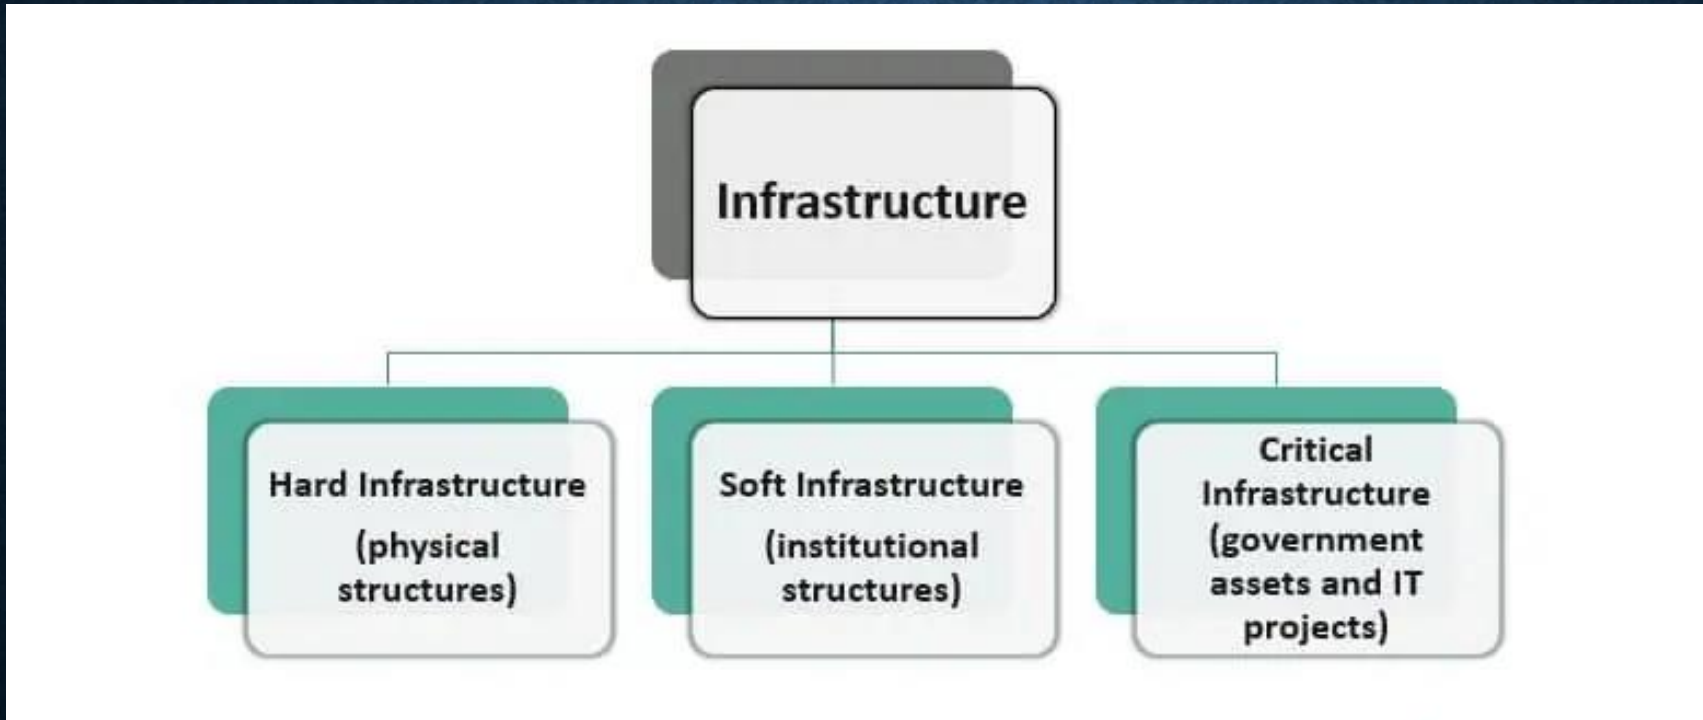 Infrastructure
Hard Infrastructure
(physical
structures)
Soft Infrastructure
(institutional
structures)
Critical
Infrastructure
(government
assets and IT
projects)